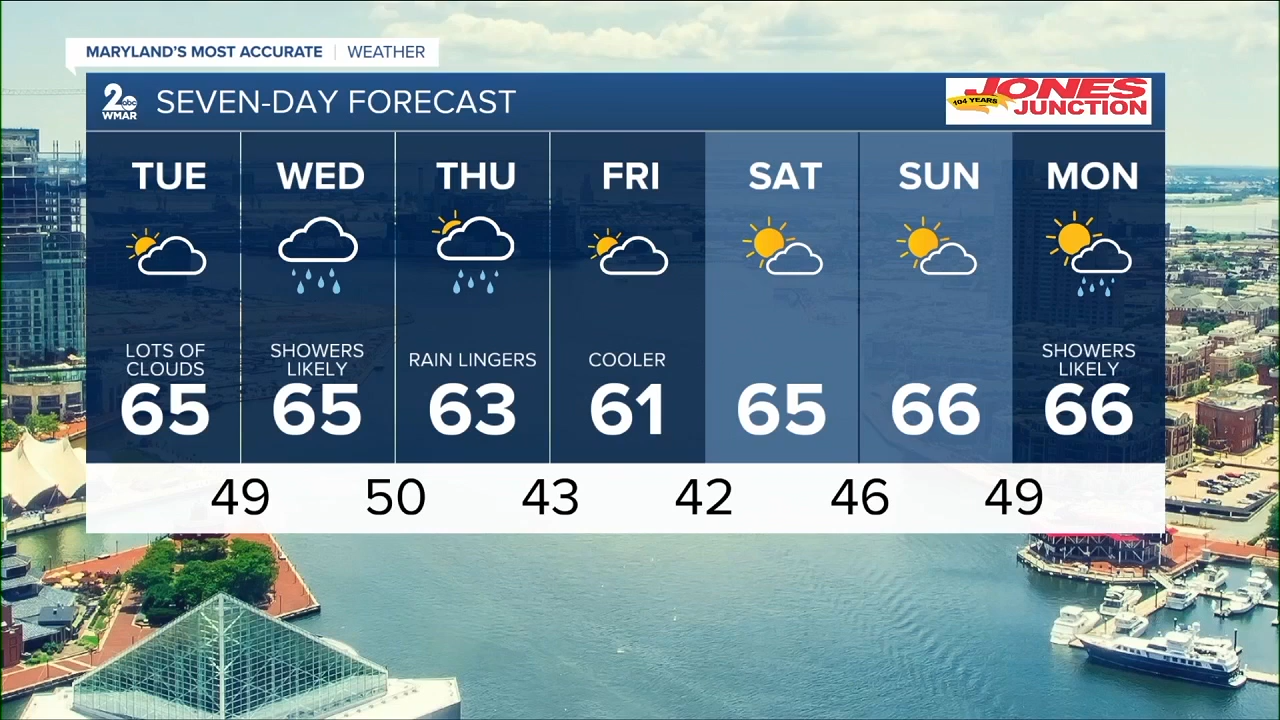 MARYLAND'S MOST ACCURATE | WEATHER
2 abc
WMAR
SEVEN-DAY FORECAST
JONES
104 YEARS
JUNCTION
TUE WED THU FRI SAT SUN MON
LOTS OF CLOUDS
SHOWERS LIKELY
RAIN LINGERS
COOLER
SHOWERS LIKELY
65 65 63 61 65 66 66
49 50 43 42 46 49